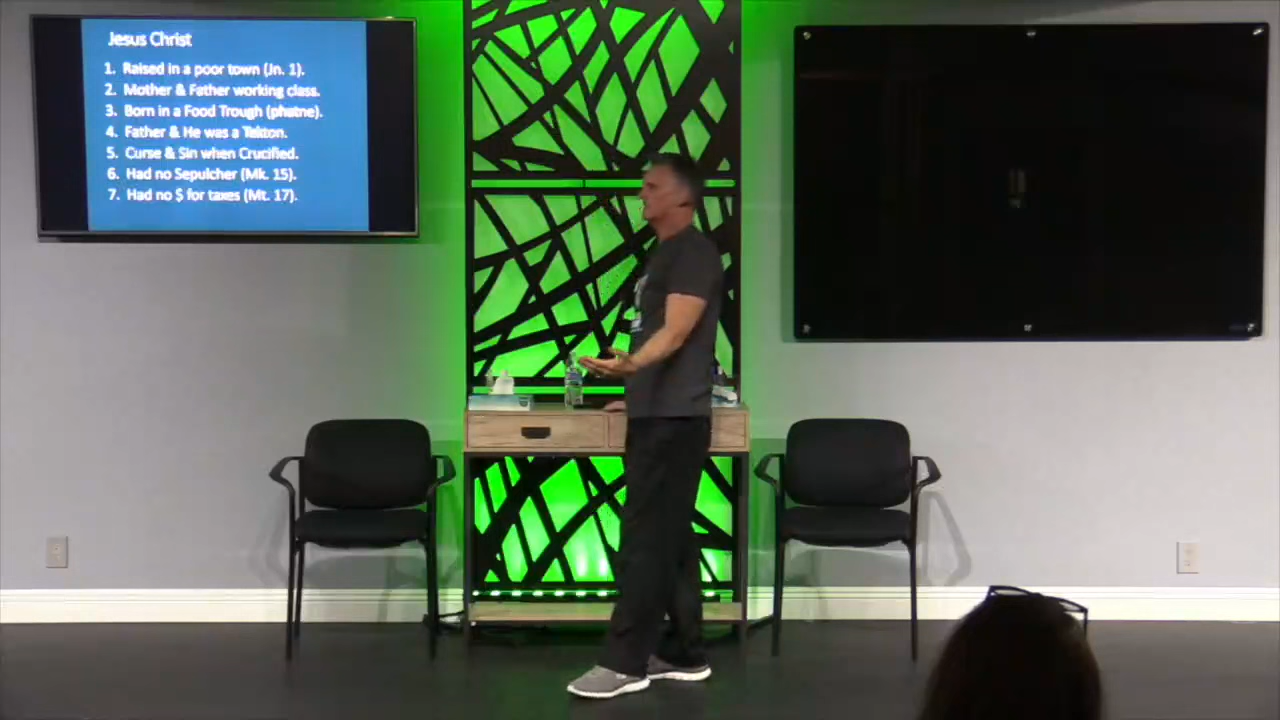 Jesus Christ
1. Raised in a poor town (Jn. 1).
2. Mother & Father working class.
3. Born in a Food Trough (phatne).
4. Father & He was a Tekton.
5. Curse & Sin when Crucified.
6. Had no Sepulcher (Mk. 15).
7. Had no $ for taxes (Mt. 17).